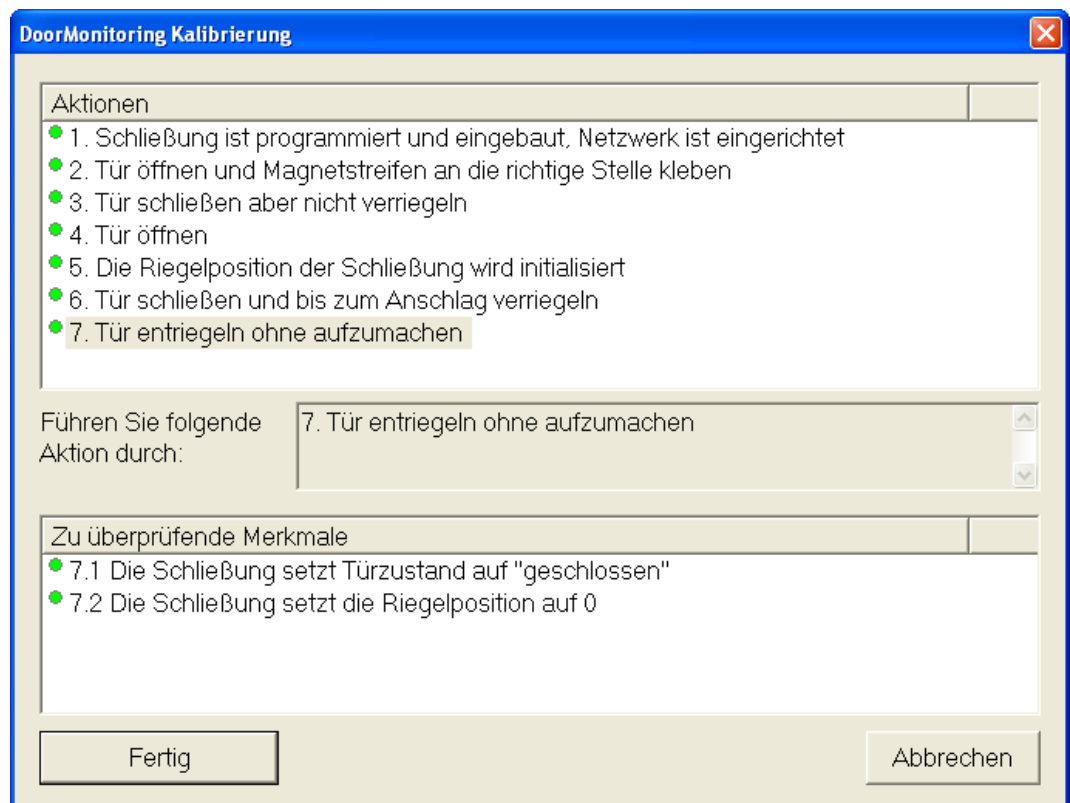 DoorMonitoring Kalibrierung
Aktionen
1. Schließung ist programmiert und eingebaut, Netzwerk ist eingerichtet
2. Tür öffnen und Magnetstreifen an die richtige Stelle kleben
3. Tür schließen aber nicht verriegeln
4. Tür öffnen
5. Die Riegelposition der Schließung wird initialisiert
6. Tür schließen und bis zum Anschlag verriegeln
7. Tür entriegeln ohne aufzumachen
Führen Sie folgende
Aktion durch:
7. Tür entriegeln ohne aufzumachen
Zu überprüfende Merkmale
7.1 Die Schließung setzt Türzustand auf "geschlossen"
7.2 Die Schließung setzt die Riegelposition auf 0
Fertig
Abbrechen